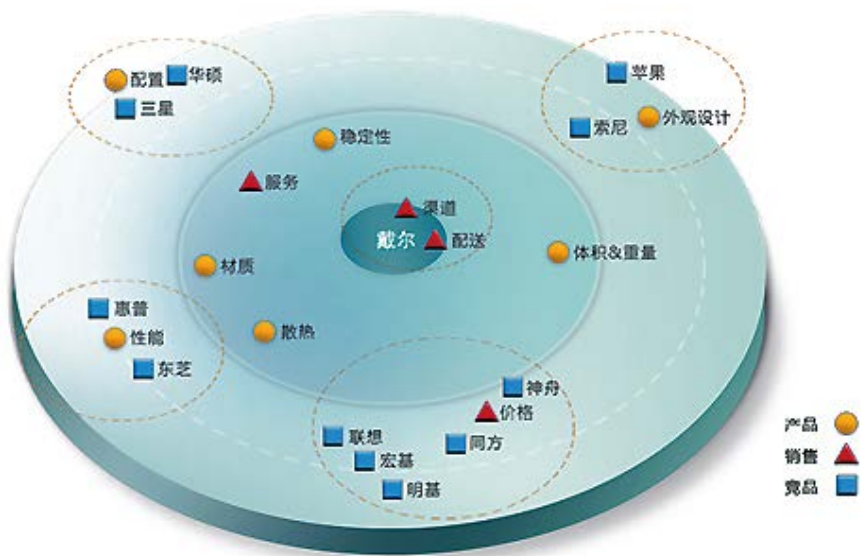 配置
华硕
三星
苹果
索尼
外观设计
稳定性
服务
渠道
戴尔
配送
体积&重量
材质
惠普
性能
东芝
散热
神舟
价格
联想
同方
宏基
明基
产品
销售
竞品